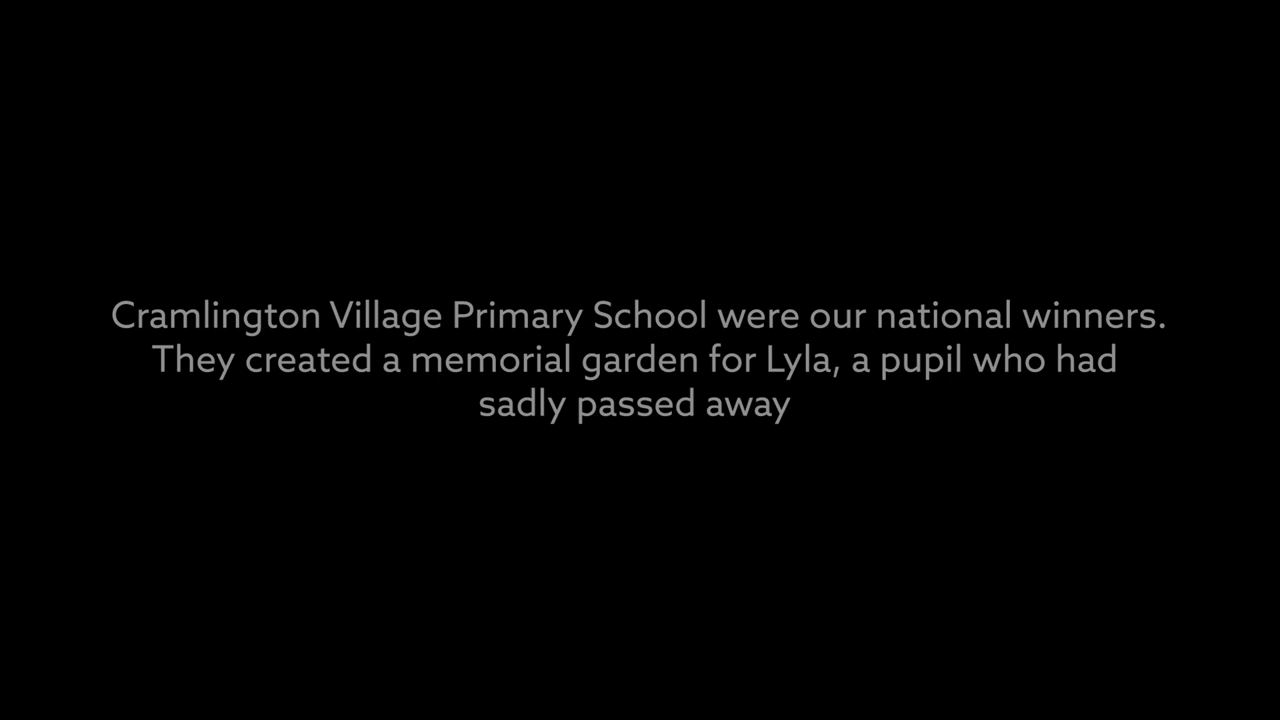 Cramlington Village Primary School were our national winners.
They created a memorial garden for Lyla, a pupil who had
sadly passed away